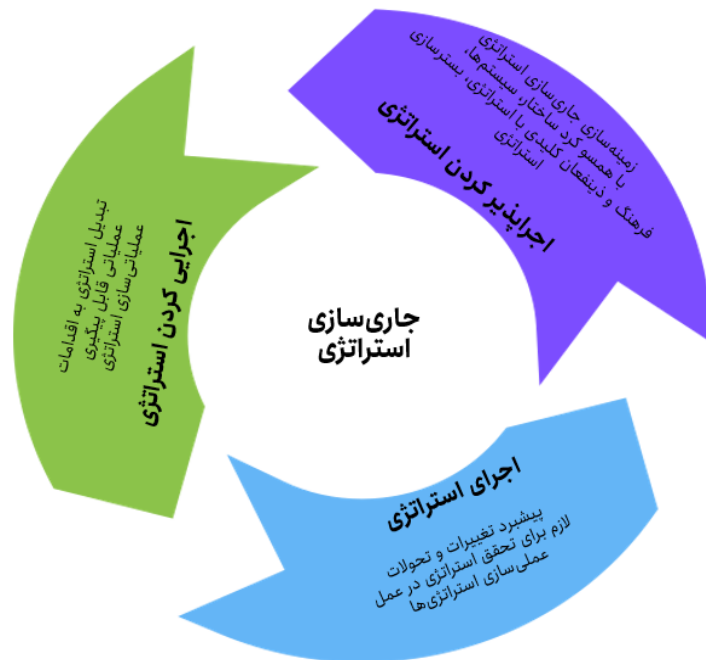 جاری‌سازی
استراتژی
اجراپذیر کردن استراتژی
زمینه‌سازی جاری‌سازی استراتژی
با همسو کرد ساختار، سیستم‌ها،
فرهنگ و ذینفعان کلیدی با استراتژی، بسترسازی
استراتژی
اجرای استراتژی
پیشبرد تغییرات و تحولات
لازم برای تحقق استراتژی در عمل
عملی‌سازی استراتژی‌ها
اجرایی کردن استراتژی
تبدیل استراتژی به اقدامات
عملیاتی قابل پیگیری
عملیاتی‌سازی استراتژی